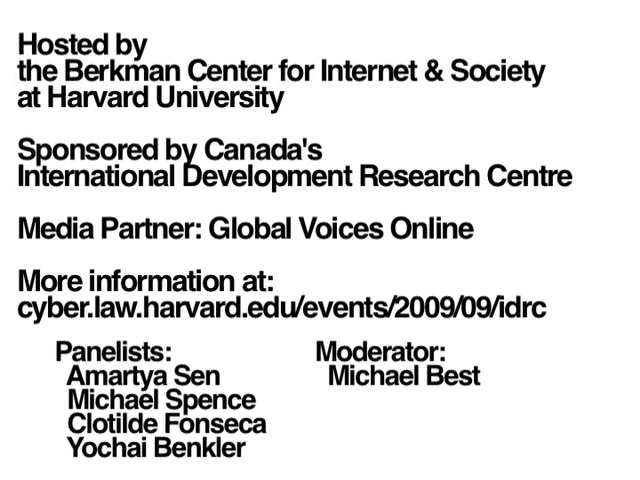 Hosted by
the Berkman Center for Internet & Society
at Harvard University
Sponsored by Canada's
International Development Research Centre
Media Partner: Global Voices Online
More information at:
cyber.law.harvard.edu/events/2009/09/idrc
Panelists:
Amartya Sen
Michael Spence
Clotilde Fonseca
Yochai Benkler
Moderator:
Michael Best